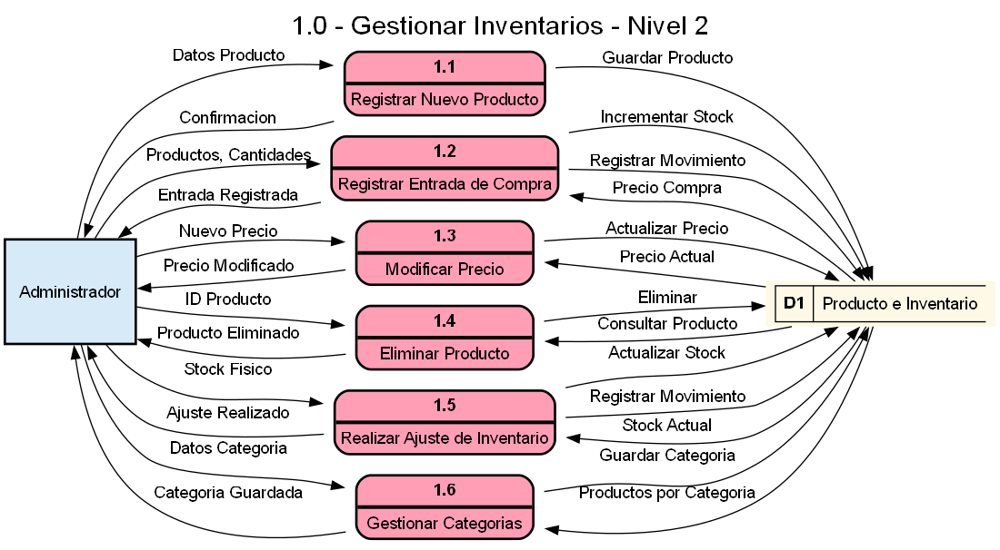 1.0 - Gestionar Inventarios - Nivel 2
Datos Producto
1.1
Registrar Nuevo Producto
Guardar Producto
Confirmacion
Incrementar Stock
Productos, Cantidades
1.2
Registrar Entrada de Compra
Registrar Movimiento
Entrada Registrada
Precio Compra
Nuevo Precio
1.3
Modificar Precio
Actualizar Precio
Precio Modificado
Precio Actual
Administrador
ID Producto
1.4
Eliminar Producto
Eliminar
D1
Producto e Inventario
Producto Eliminado
Consultar Producto
Stock Fisico
Actualizar Stock
1.5
Realizar Ajuste de Inventario
Ajuste Realizado
Registrar Movimiento
Stock Actual
Datos Categoria
Guardar Categoria
1.6
Gestionar Categorias
Categoria Guardada
Productos por Categoria